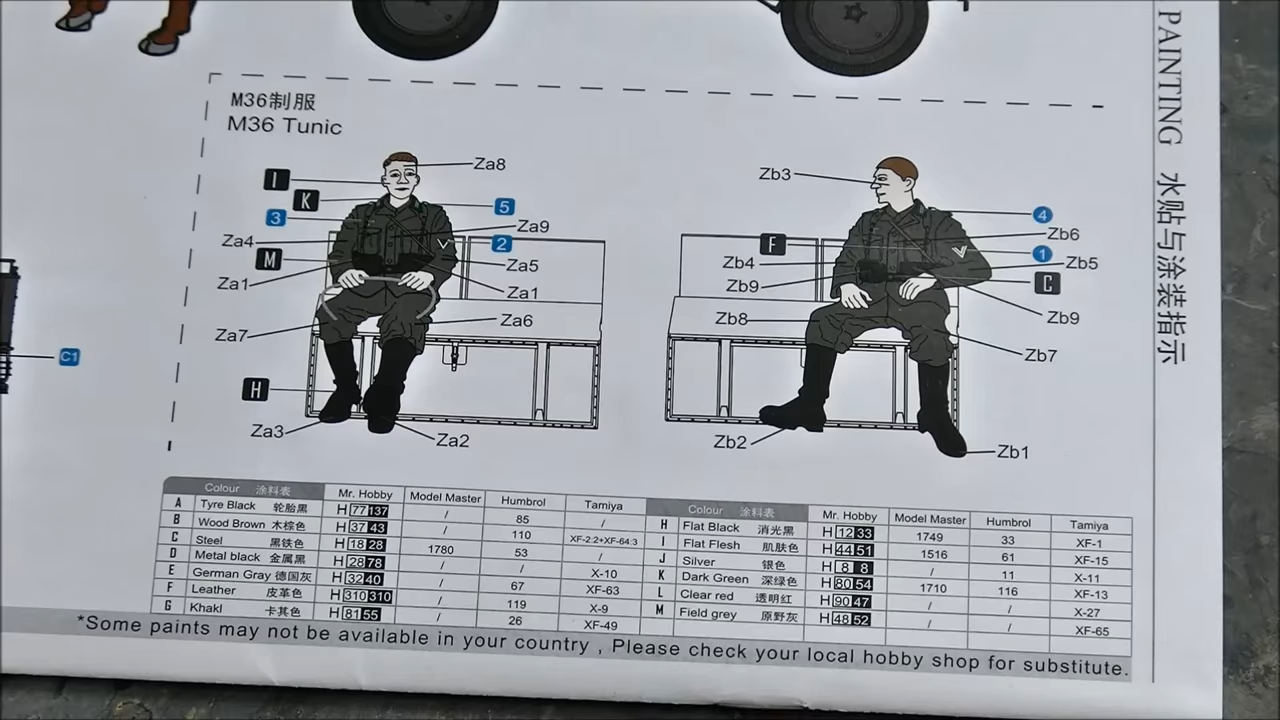 PAINTING 水贴与涂装指示
M36制服
M36 Tunic
Za8
I
K
5
3
Za9
Za4
2
M
Za5
Za1
Za1
Za6
Za7
H
Za3
Za2
Zb3
4
F
Zb6
1
Zb4
Zb5
Zb9
C
Zb8
Zb9
Zb7
Zb2
Zb1
C1
Colour 涂料表 Mr. Hobby Model Master Humbrol Tamiya
A Tyre Black 轮胎黑 H 77 137 / 85 /
B Wood Brown 木棕色 H 37 43 / 110 XF-2:2+XF-64:3
C Steel 黑铁色 H 18 28 1780 53 /
D Metal black 金属黑 H 28 78 / / X-10
E German Gray 德国灰 H 32 40 / 67 XF-63
F Leather 皮革色 H 310 310 / 119 X-9
G Khakl 卡其色 H 81 55 / 26 XF-49
Colour 涂料表 Mr. Hobby Model Master Humbrol Tamiya
H Flat Black 消光黑 H 12 33 1749 33 XF-1
I Flat Flesh 肌肤色 H 44 51 1516 61 XF-15
J Silver 银色 H 8 8 / 11 X-11
K Dark Green 深绿色 H 80 54 1710 116 XF-13
L Clear red 透明红 H 90 47 / / X-27
M Field grey 原野灰 H 48 52 / / XF-65
*Some paints may not be available in your country , Please check your local hobby shop for substitute.